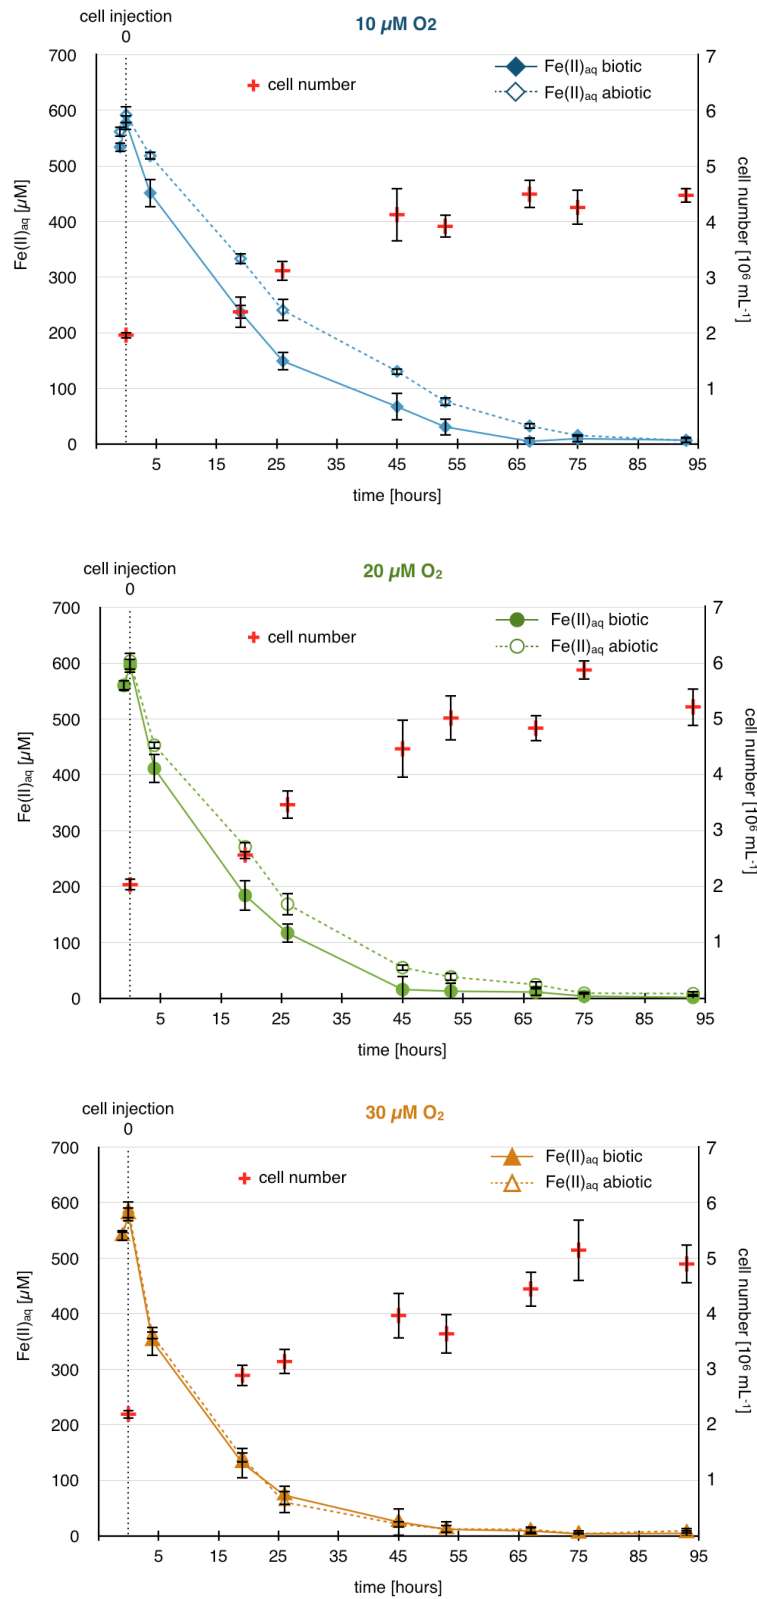 cell injection
0
10 µM O2
700
600
500
400
300
200
100
0
7
6
5
4
3
2
1
Fe(II)aq biotic
Fe(II)aq abiotic
cell number
Fe(II)aq [µM]
cell number [10⁶ mL⁻¹]
5 15 25 35 45 55 65 75 85 95
time [hours]
cell injection
0
20 µM O₂
700
600
500
400
300
200
100
0
7
6
5
4
3
2
1
Fe(II)aq biotic
Fe(II)aq abiotic
cell number
Fe(II)aq [µM]
cell number [10⁶ mL⁻¹]
5 15 25 35 45 55 65 75 85 95
time [hours]
cell injection
0
30 µM O₂
700
600
500
400
300
200
100
0
7
6
5
4
3
2
1
Fe(II)aq biotic
Fe(II)aq abiotic
cell number
Fe(II)aq [µM]
cell number [10⁶ mL⁻¹]
5 15 25 35 45 55 65 75 85 95
time [hours]